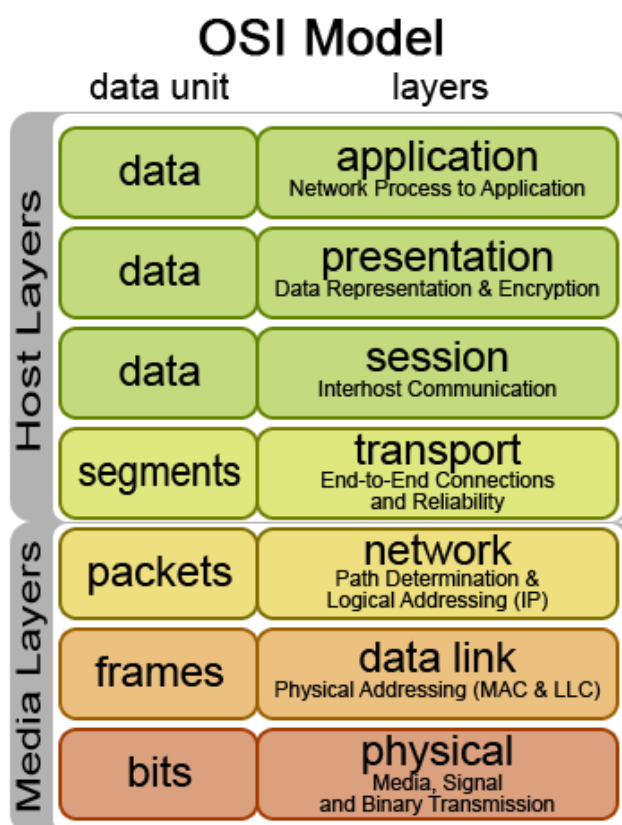 OSI Model
data unit layers
Host Layers
data application
Network Process to Application
data presentation
Data Representation & Encryption
data session
Interhost Communication
segments transport
End-to-End Connections
and Reliability
Media Layers
packets network
Path Determination &
Logical Addressing (IP)
frames data link
Physical Addressing (MAC & LLC)
bits physical
Media, Signal
and Binary Transmission